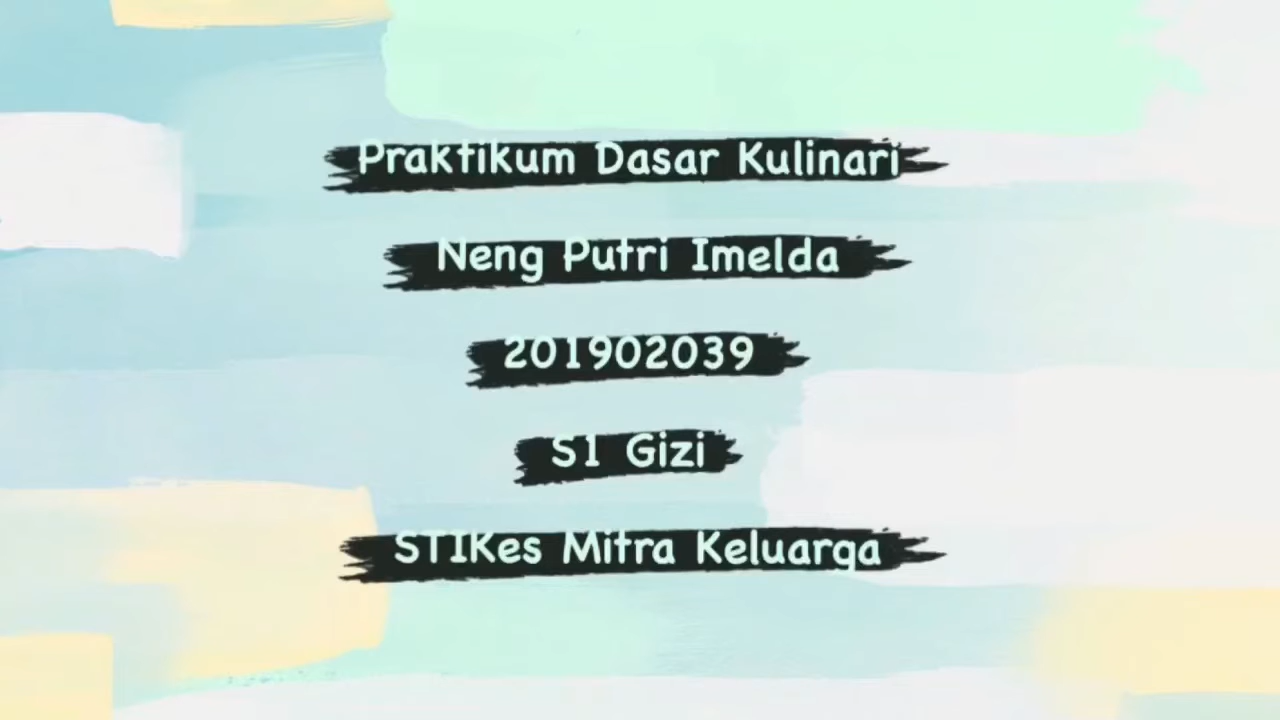 Praktikum Dasar Kulinari
Neng Putri Imelda
201902039
S1 Gizi
STIKes Mitra Keluarga